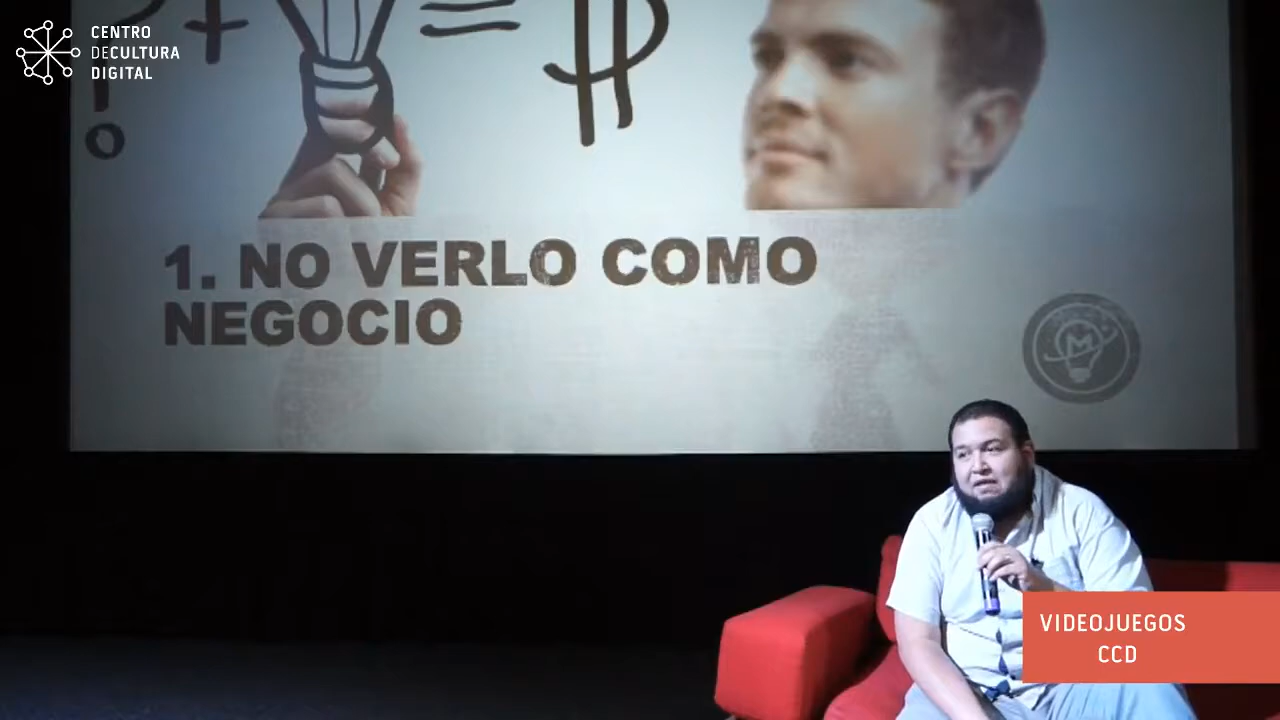 CENTRO
DECULTURA
DIGITAL
? + = $
1. NO VERLO COMO
NEGOCIO
M
VIDEOJUEGOS
CCD